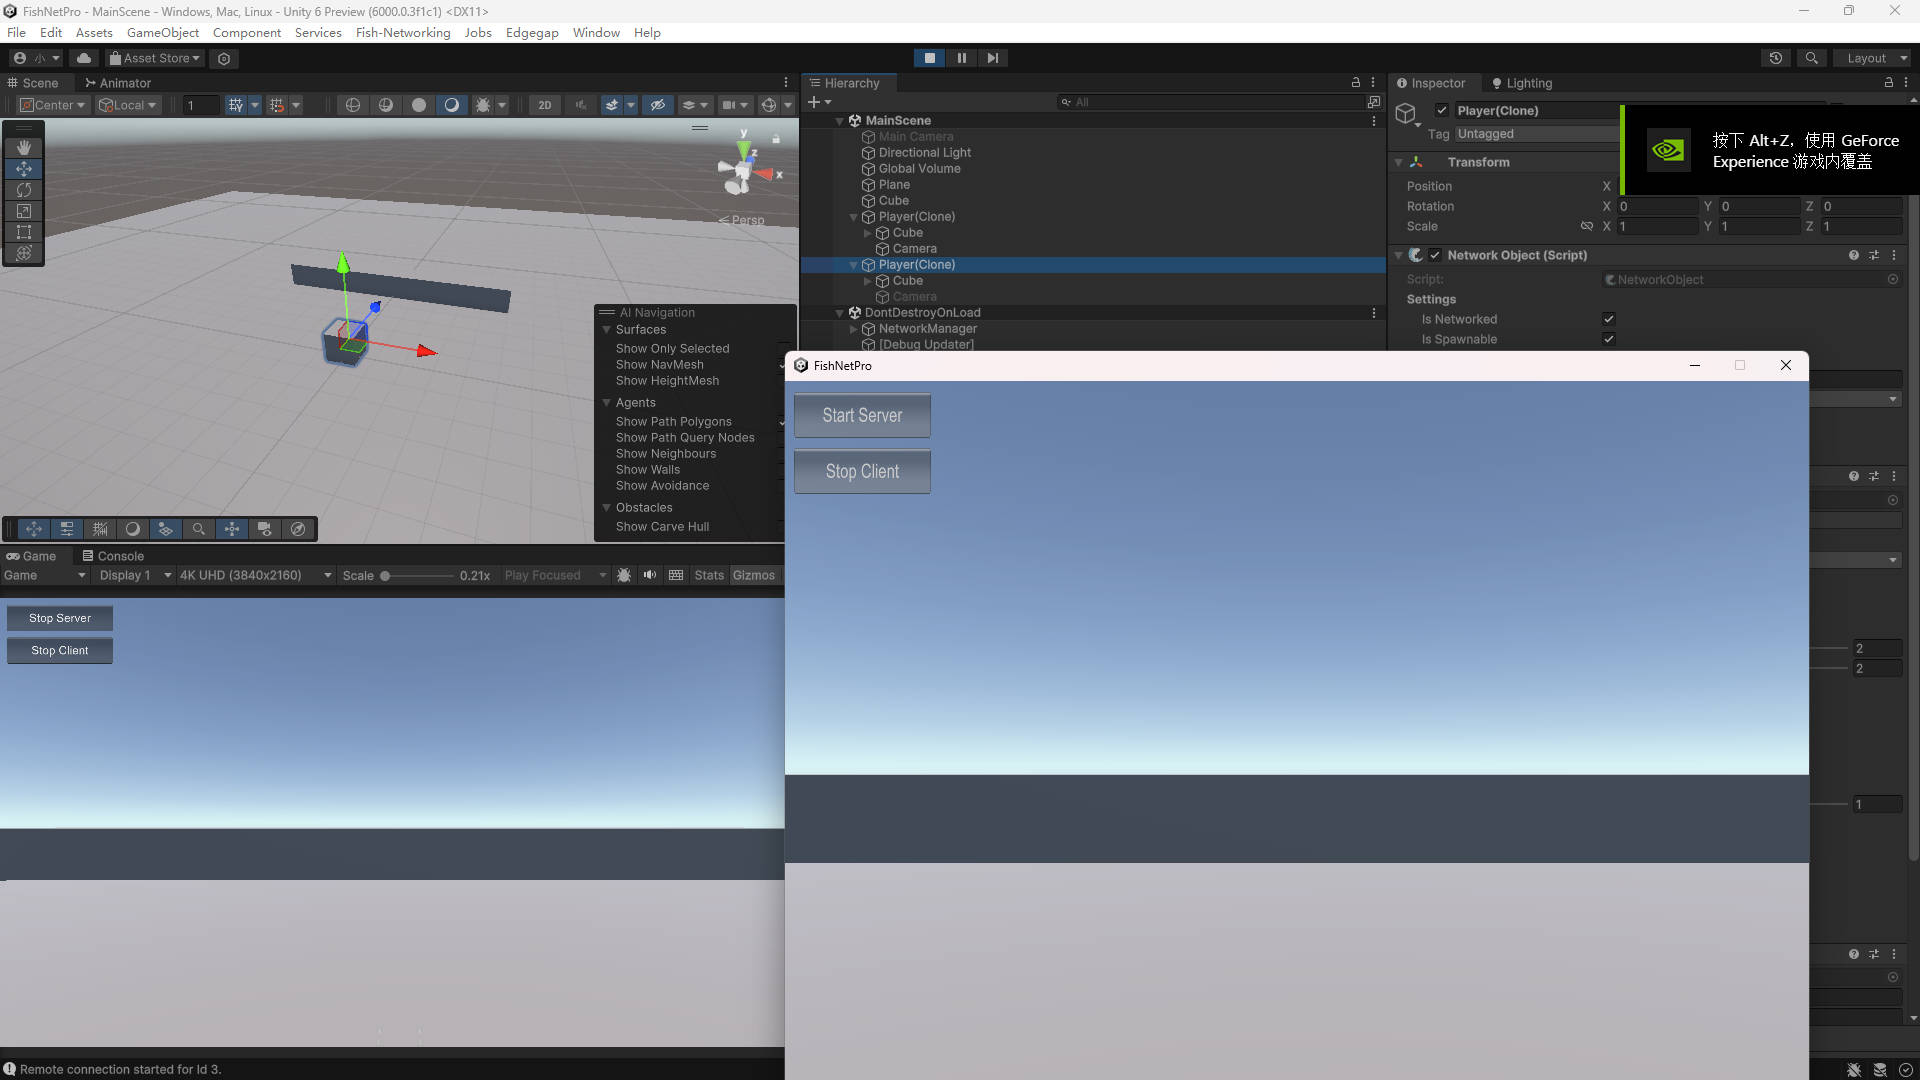 FishNetPro - MainScene - Windows, Mac, Linux - Unity 6 Preview (6000.0.3f1c1) <DX11>
File Edit Assets GameObject Component Services Fish-Networking Jobs Edgegap Window Help
小 Asset Store Layout
Scene Animator
Center Local 1 2D
y
z
x
Persp
AI Navigation
Surfaces
Show Only Selected
Show NavMesh
Show HeightMesh
Agents
Show Path Polygons
Show Path Query Nodes
Show Neighbours
Show Walls
Show Avoidance
Obstacles
Show Carve Hull
Hierarchy
All
MainScene
Main Camera
Directional Light
Global Volume
Plane
Cube
Player(Clone)
Cube
Camera
Player(Clone)
Cube
Camera
DontDestroyOnLoad
NetworkManager
[Debug Updater]
Inspector Lighting
Player(Clone)
Tag Untagged
Transform
Position X
Rotation X 0 Y 0 Z 0
Scale X 1 Y 1 Z 1
Network Object (Script)
Script: NetworkObject
Settings
Is Networked
Is Spawnable
2
2
1
按下 Alt+Z，使用 GeForce
Experience 游戏内覆盖
Game Console
Game Display 1 4K UHD (3840x2160) Scale 0.21x Play Focused Stats Gizmos
Stop Server
Stop Client
FishNetPro
Start Server
Stop Client
Remote connection started for Id 3.